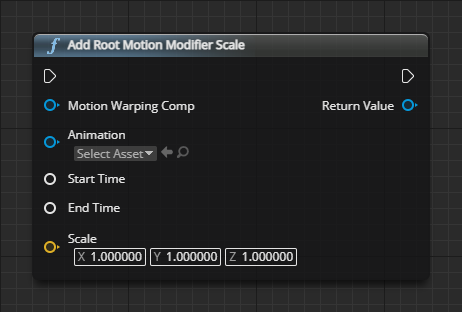 Add Root Motion Modifier Scale
Motion Warping Comp Return Value
Animation
Select Asset
Start Time
End Time
Scale
X 1.000000 Y 1.000000 Z 1.000000